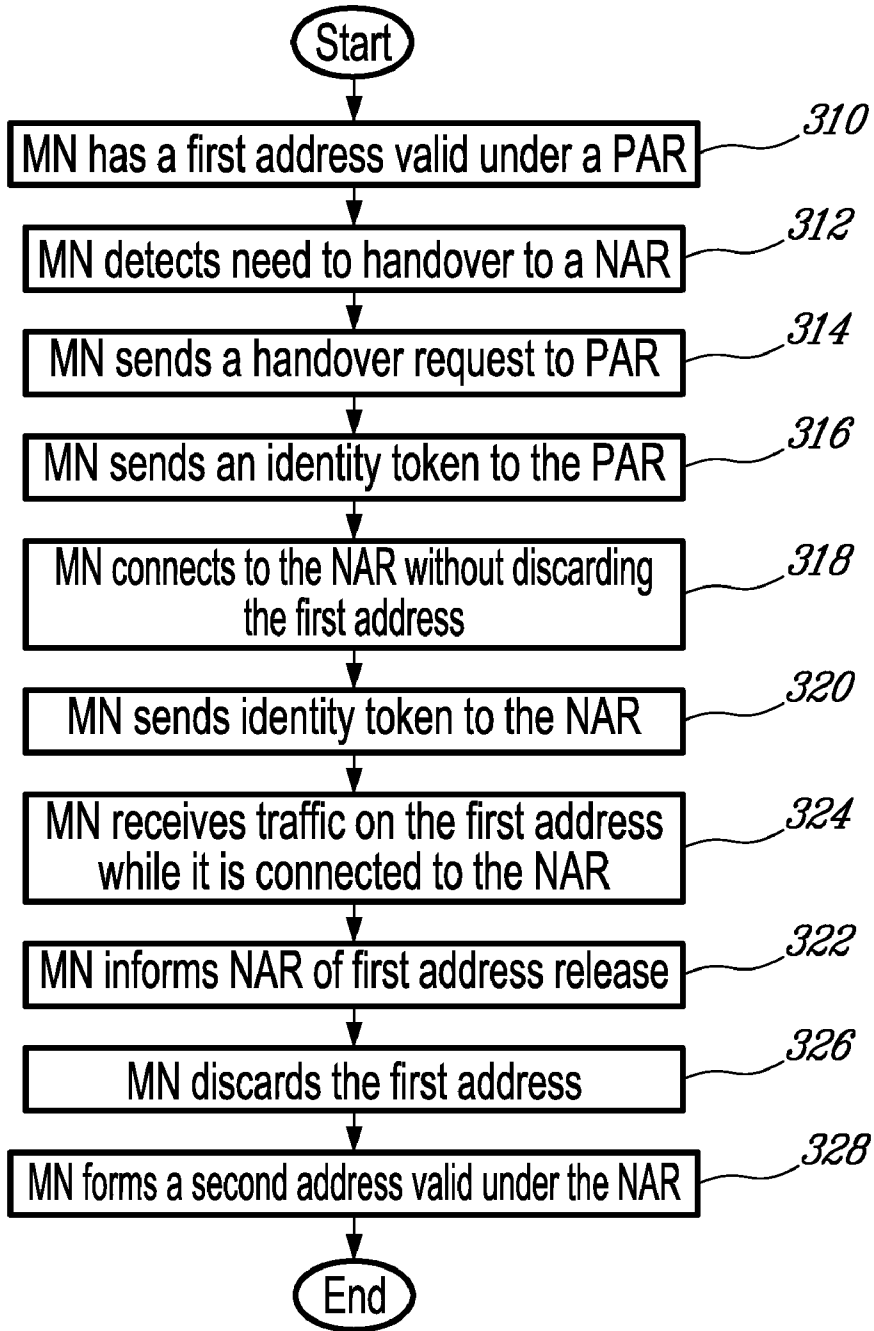 Start
MN has a first address valid under a PAR
310
MN detects need to handover to a NAR
312
MN sends a handover request to PAR
314
MN sends an identity token to the PAR
316
MN connects to the NAR without discarding
the first address
318
MN sends identity token to the NAR
320
MN receives traffic on the first address
while it is connected to the NAR
324
MN informs NAR of first address release
322
MN discards the first address
326
MN forms a second address valid under the NAR
328
End